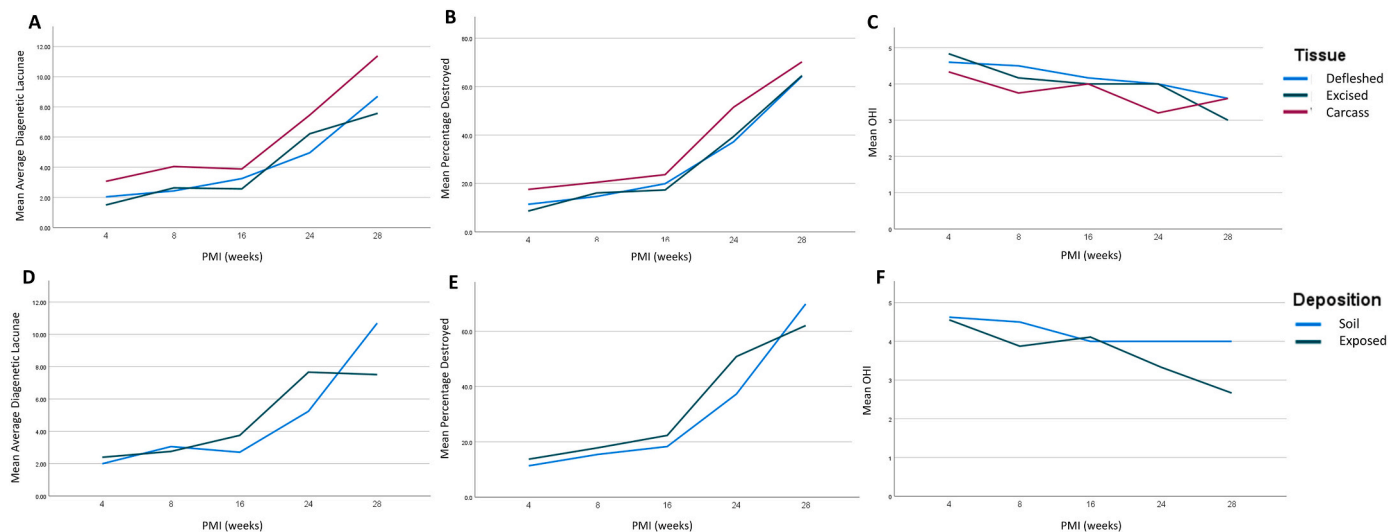 A
Mean Average Diagenetic Lacunae
12.00
10.00
8.00
6.00
4.00
2.00
0.00
4 8 16 24 28
PMI (weeks)
B
Mean Percentage Destroyed
80.0
60.0
40.0
20.0
0.0
4 8 16 24 28
PMI (weeks)
C
Mean OHI
5
4
3
2
1
0
4 8 16 24 28
PMI (weeks)
Tissue
Defleshed
Excised
Carcass
D
Mean Average Diagenetic Lacunae
12.00
10.00
8.00
6.00
4.00
2.00
0.00
4 8 16 24 28
PMI (weeks)
E
Mean Percentage Destroyed
60.0
40.0
20.0
0.0
4 8 16 24 28
PMI (weeks)
F
Mean OHI
5
4
3
2
1
0
4 8 16 24 28
PMI (weeks)
Deposition
Soil
Exposed